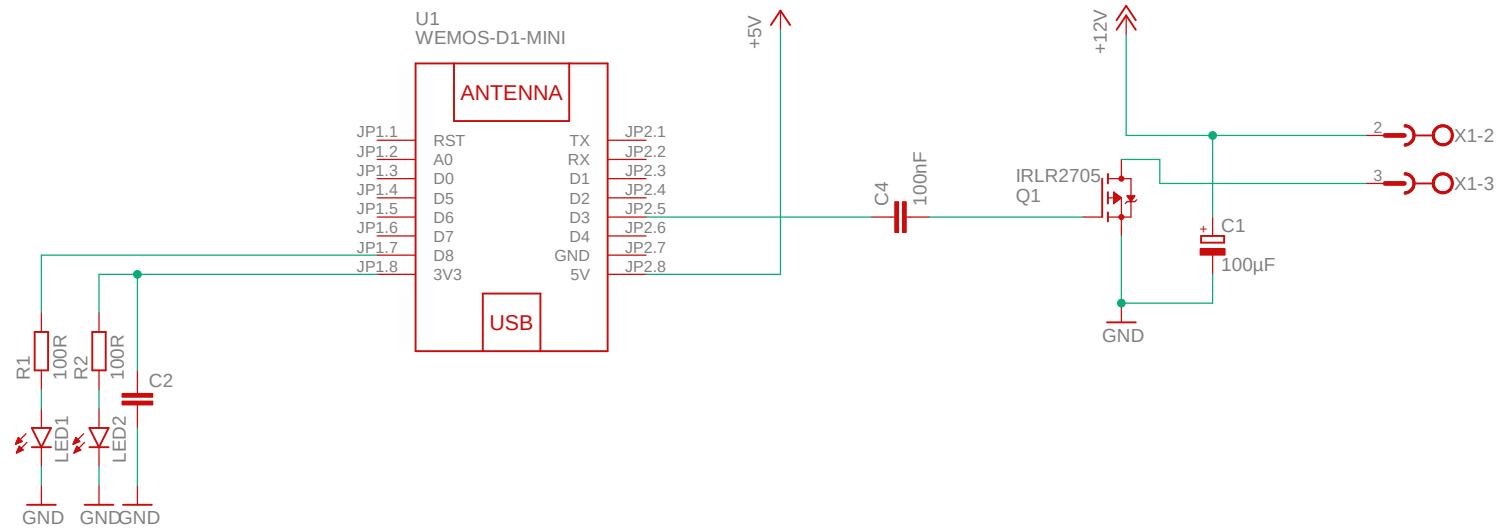 U1
WEMOS-D1-MINI
+5V
+12V
ANTENNA
JP1.1 RST TX JP2.1
JP1.2 A0 RX JP2.2
JP1.3 D0 D1 JP2.3
JP1.4 D5 D2 JP2.4
JP1.5 D6 D3 JP2.5
JP1.6 D7 D4 JP2.6
JP1.7 D8 GND JP2.7
JP1.8 3V3 5V JP2.8
USB
2 X1-2
3 X1-3
C4
100nF
IRLR2705
Q1
+
C1
100µF
GND
R1
100R
R2
100R
C2
LED1
LED2
GND
GND
GND